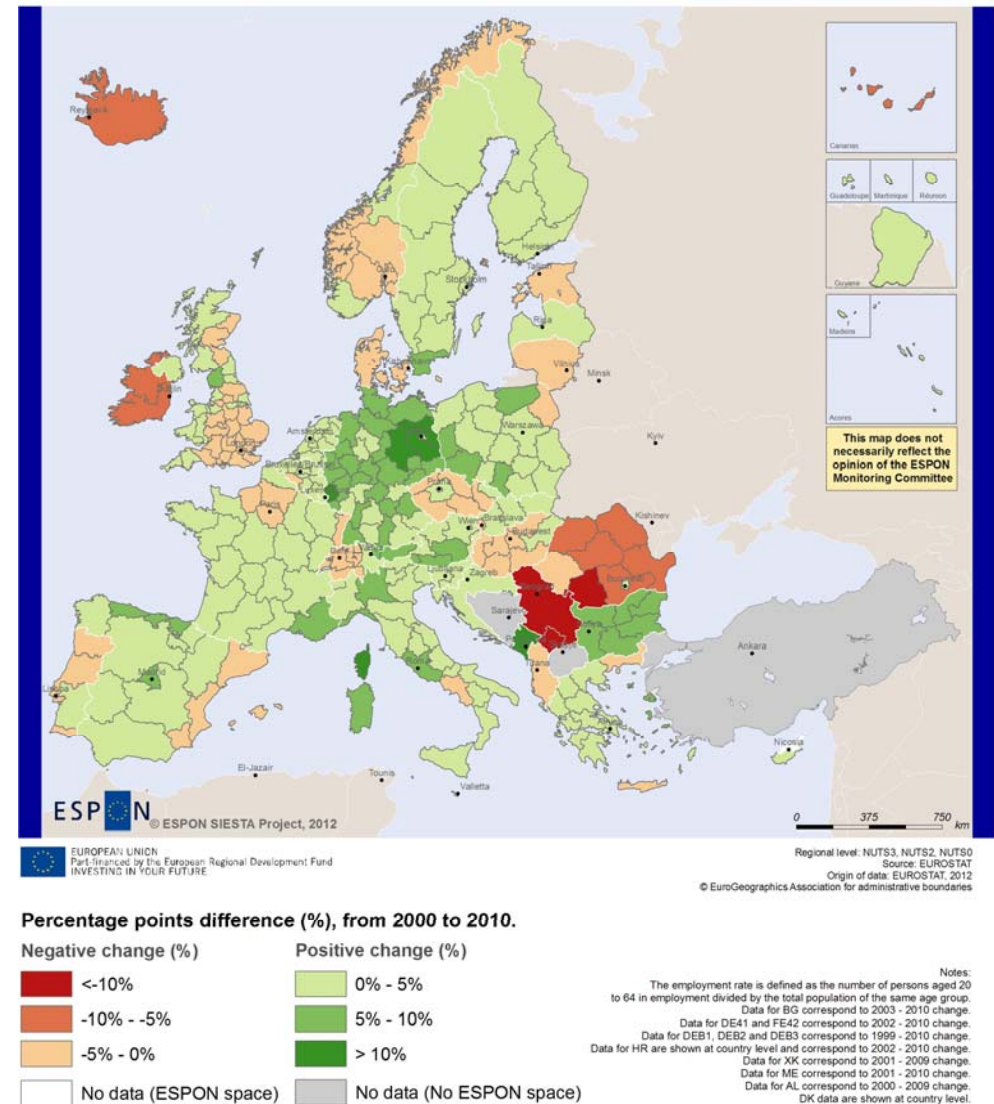 Reykjavik
Canarias
Guadeloupe
Martinique
Réunion
Guyane
Madeira
Acores
This map does not
necessarily reflect the
opinion of the ESPON
Monitoring Committee
Helsinki
Tallinn
Stockholm
Riga
Vilnius
Minsk
Dublin
London
Warszawa
Kyiv
Paris
Praha
Wien
Bratislava
Budapest
Kishinev
Ljubljana
Zagreb
Sarajevo
Madrid
Lisboa
Roma
Tirana
Ankara
Nicosia
El-Jazair
Tounis
Valletta
ESPON
© ESPON SIESTA Project, 2012
0 375 750
km
EUROPEAN UNION
Part-financed by the European Regional Development Fund
INVESTING IN YOUR FUTURE
Regional level: NUTS3, NUTS2, NUTS0
Source: EUROSTAT
Origin of data: EUROSTAT, 2012
© EuroGeographics Association for administrative boundaries
Percentage points difference (%), from 2000 to 2010.
Negative change (%)
<-10%
-10% - -5%
-5% - 0%
No data (ESPON space)
Positive change (%)
0% - 5%
5% - 10%
> 10%
No data (No ESPON space)
Notes:
The employment rate is defined as the number of persons aged 20
to 64 in employment divided by the total population of the same age group.
Data for BG correspond to 2003 - 2010 change.
Data for DE41 and FE42 correspond to 2002 - 2010 change.
Data for DEB1, DEB2 and DEB3 correspond to 1999 - 2010 change.
Data for HR are shown at country level and correspond to 2002 - 2010 change.
Data for XK correspond to 2001 - 2009 change.
Data for ME correspond to 2001 - 2010 change.
Data for AL correspond to 2000 - 2009 change.
DK data are shown at country level.